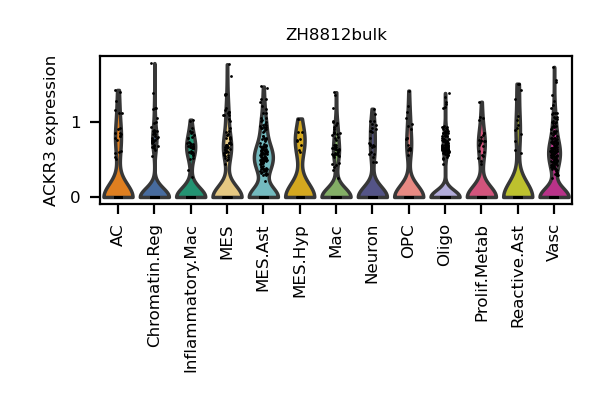 ZH8812bulk
ACKR3 expression
1
0
AC
Chromatin.Reg
Inflammatory.Mac
MES
MES.Ast
MES.Hyp
Mac
Neuron
OPC
Oligo
Prolif.Metab
Reactive.Ast
Vasc